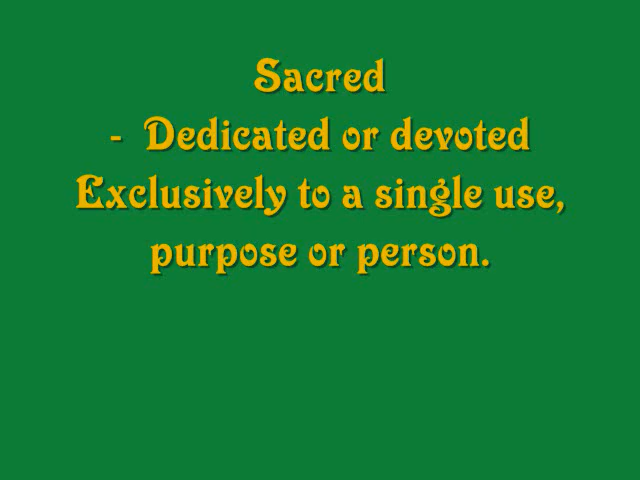 Sacred
- Dedicated or devoted
Exclusively to a single use,
purpose or person.